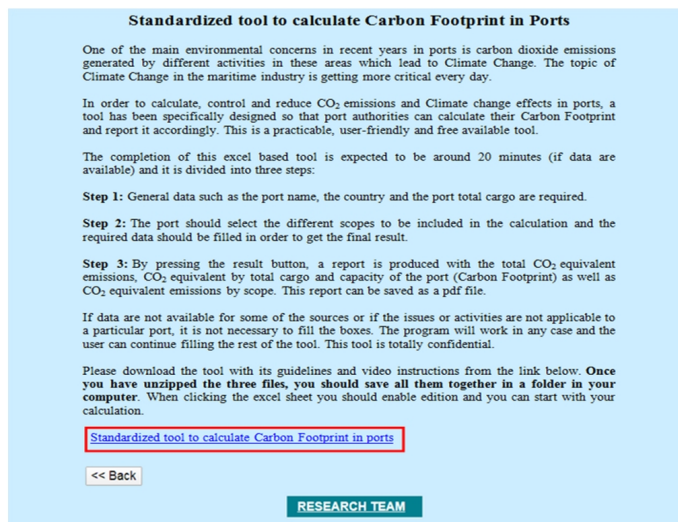 Standardized tool to calculate Carbon Footprint in Ports
One of the main environmental concerns in recent years in ports is carbon dioxide emissions
generated by different activities in these areas which lead to Climate Change. The topic of
Climate Change in the maritime industry is getting more critical every day.
In order to calculate, control and reduce CO₂ emissions and Climate change effects in ports, a
tool has been specifically designed so that port authorities can calculate their Carbon Footprint
and report it accordingly. This is a practicable, user-friendly and free available tool.
The completion of this excel based tool is expected to be around 20 minutes (if data are
available) and it is divided into three steps:
Step 1: General data such as the port name, the country and the port total cargo are required.
Step 2: The port should select the different scopes to be included in the calculation and the
required data should be filled in order to get the final result.
Step 3: By pressing the result button, a report is produced with the total CO₂ equivalent
emissions, CO₂ equivalent by total cargo and capacity of the port (Carbon Footprint) as well as
CO₂ equivalent emissions by scope. This report can be saved as a pdf file.
If data are not available for some of the sources or if the issues or activities are not applicable to
a particular port, it is not necessary to fill the boxes. The program will work in any case and the
user can continue filling the rest of the tool. This tool is totally confidential.
Please download the tool with its guidelines and video instructions from the link below. Once
you have unzipped the three files, you should save all them together in a folder in your
computer. When clicking the excel sheet you should enable edition and you can start with your
calculation.
Standardized tool to calculate Carbon Footprint in ports
<< Back
RESEARCH TEAM